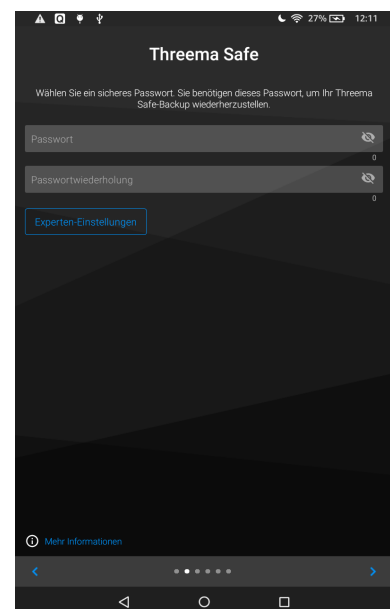 27% 12:11
Threema Safe
Wählen Sie ein sicheres Passwort. Sie benötigen dieses Passwort, um Ihr Threema
Safe-Backup wiederherzustellen.
Passwort
0
Passwortwiederholung
0
Experten-Einstellungen
Mehr Informationen